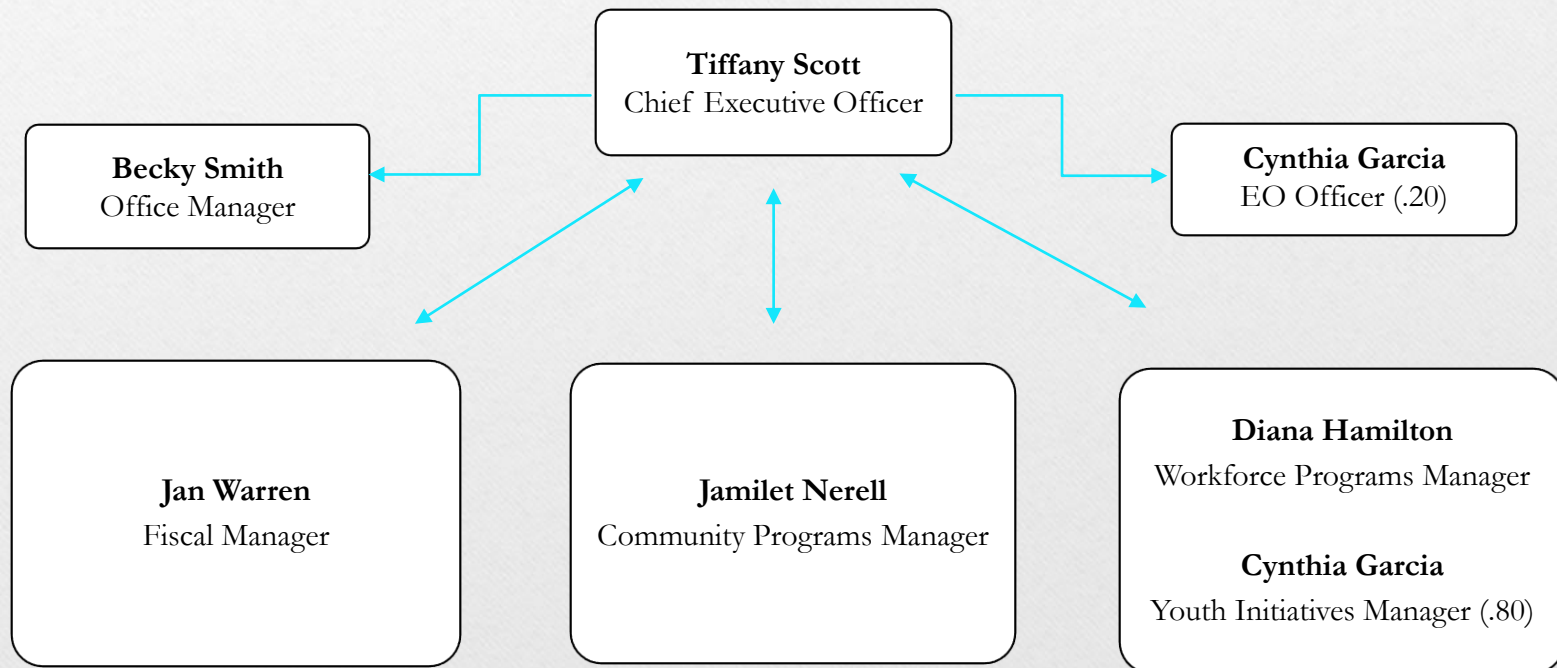 Tiffany Scott
Chief Executive Officer
Becky Smith
Office Manager
Cynthia Garcia
EO Officer (.20)
Jan Warren
Fiscal Manager
Jamilet Nerell
Community Programs Manager
Diana Hamilton
Workforce Programs Manager
Cynthia Garcia
Youth Initiatives Manager (.80)